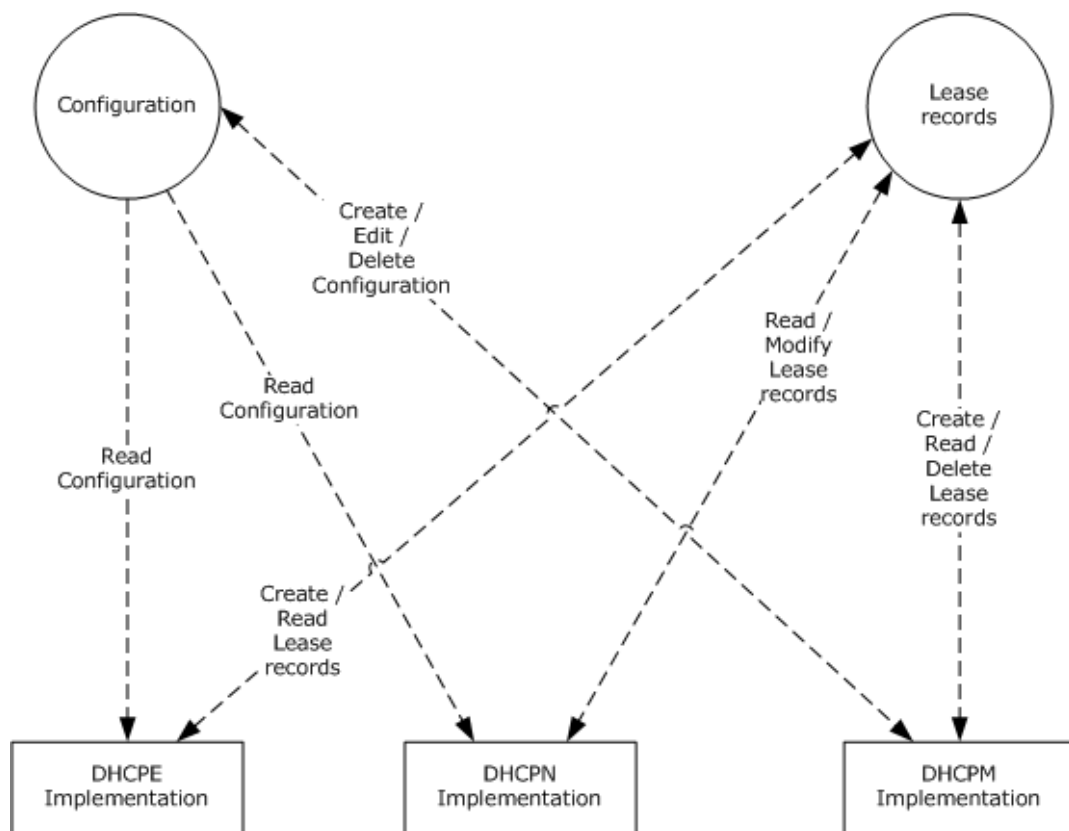 Configuration
Lease
records
Create /
Edit /
Delete
Configuration
Read /
Modify
Lease
records
Read
Configuration
Create /
Read /
Delete
Lease
records
Read
Configuration
Create /
Read
Lease
records
DHCPE
Implementation
DHCPN
Implementation
DHCPM
Implementation